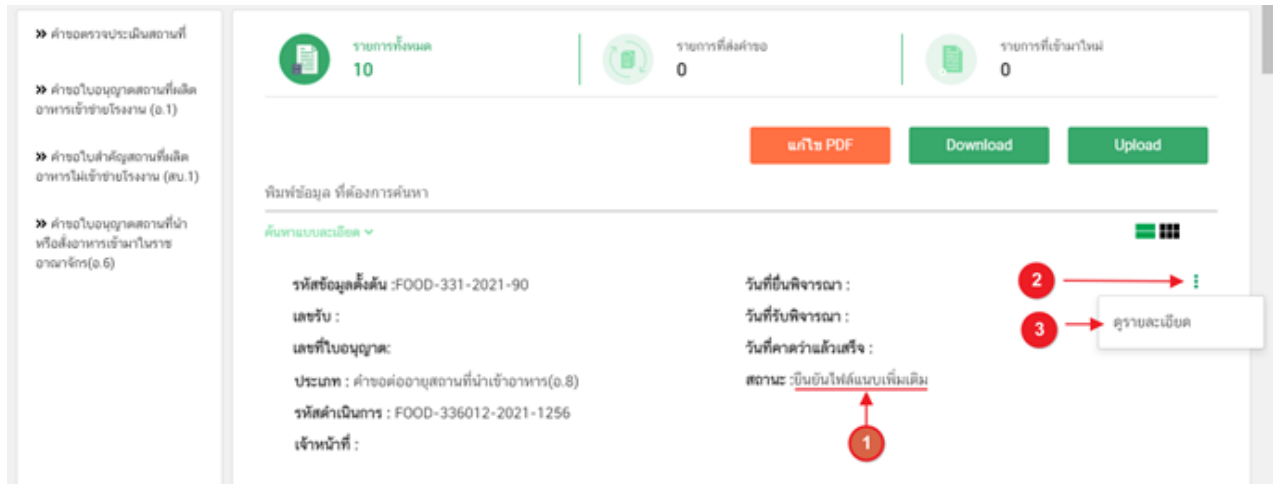 » คำขอตรวจประเมินสถานที่
» คำขอใบอนุญาตสถานที่ผลิต
อาหารเข้าข่ายโรงงาน (อ.1)
» คำขอใบสำคัญสถานที่ผลิต
อาหารไม่เข้าข่ายโรงงาน (สบ.1)
» คำขอใบอนุญาตสถานที่นำ
หรือสั่งอาหารเข้ามาในราช
อาณาจักร(อ.6)
รายการทั้งหมด
10
รายการที่ส่งคำขอ
0
รายการที่เข้ามาใหม่
0
แก้ไข PDF
Download
Upload
พิมพ์ข้อมูล ที่ต้องการค้นหา
ค้นหาแบบละเอียด
รหัสข้อมูลตั้งต้น :FOOD-331-2021-90
เลขรับ :
เลขที่ใบอนุญาต:
ประเภท : คำขอต่ออายุสถานที่นำเข้าอาหาร(อ.8)
รหัสดำเนินการ : FOOD-336012-2021-1256
เจ้าหน้าที่ :
วันที่ยื่นพิจารณา :
วันที่รับพิจารณา :
วันที่คาดว่าแล้วเสร็จ :
สถานะ :ยืนยันไฟล์แนบเพิ่มเติม
1
2
3
ดูรายละเอียด